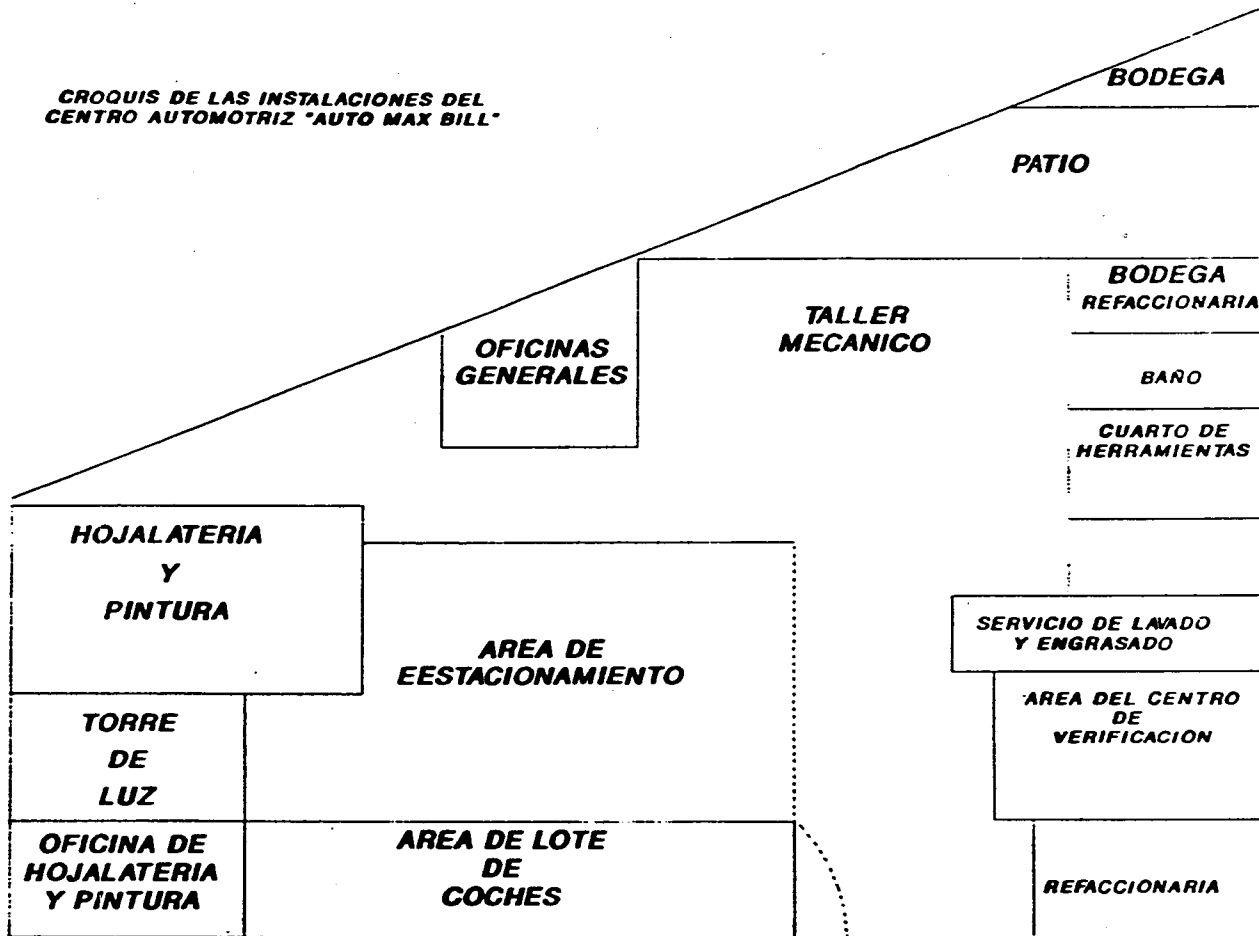 CROQUIS DE LAS INSTALACIONES DEL
CENTRO AUTOMOTRIZ "AUTO MAX BILL"
BODEGA
PATIO
BODEGA
REFACCIONARIA
TALLER
MECANICO
OFICINAS
GENERALES
BAÑO
CUARTO DE
HERRAMIENTAS
HOJALATERIA
Y
PINTURA
AREA DE
EESTACIONAMIENTO
SERVICIO DE LAVADO
Y ENGRASADO
AREA DEL CENTRO
DE
VERIFICACIÓN
TORRE
DE
LUZ
OFICINA DE
HOJALATERIA
Y PINTURA
AREA DE LOTE
DE
COCHES
REFACCIONARIA